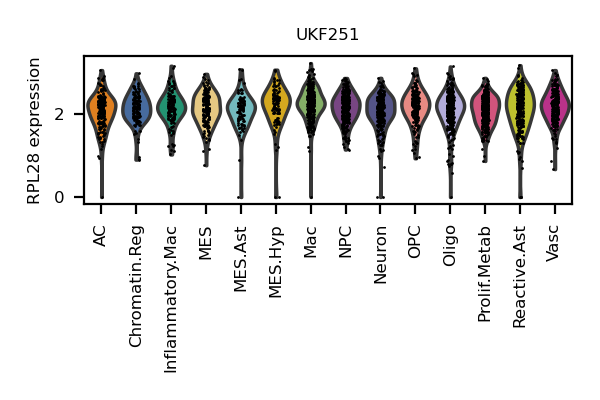 UKF251
RPL28 expression
2
0
AC
Chromatin.Reg
Inflammatory.Mac
MES
MES.Ast
MES.Hyp
Mac
NPC
Neuron
OPC
Oligo
Prolif.Metab
Reactive.Ast
Vasc